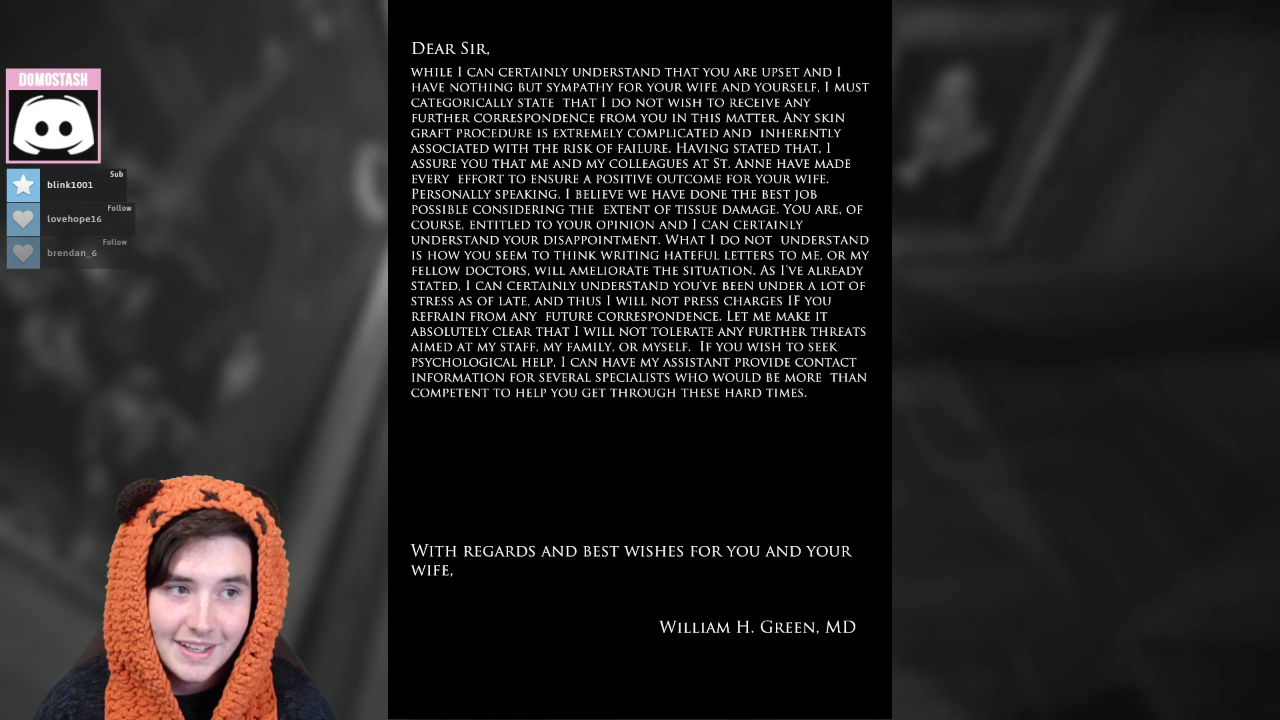 DOMOSTASH
Sub
blink1001
Follow
lovehope16
Follow
brendan_6
DEAR SIR,
WHILE I CAN CERTAINLY UNDERSTAND THAT YOU ARE UPSET AND I
HAVE NOTHING BUT SYMPATHY FOR YOUR WIFE AND YOURSELF, I MUST
CATEGORICALLY STATE THAT I DO NOT WISH TO RECEIVE ANY
FURTHER CORRESPONDENCE FROM YOU IN THIS MATTER. ANY SKIN
GRAFT PROCEDURE IS EXTREMELY COMPLICATED AND INHERENTLY
ASSOCIATED WITH THE RISK OF FAILURE. HAVING STATED THAT, I
ASSURE YOU THAT ME AND MY COLLEAGUES AT ST. ANNE HAVE MADE
EVERY EFFORT TO ENSURE A POSITIVE OUTCOME FOR YOUR WIFE.
PERSONALLY SPEAKING, I BELIEVE WE HAVE DONE THE BEST JOB
POSSIBLE CONSIDERING THE EXTENT OF TISSUE DAMAGE. YOU ARE, OF
COURSE, ENTITLED TO YOUR OPINION AND I CAN CERTAINLY
UNDERSTAND YOUR DISAPPOINTMENT. WHAT I DO NOT UNDERSTAND
IS HOW YOU SEEM TO THINK WRITING HATEFUL LETTERS TO ME, OR MY
FELLOW DOCTORS, WILL AMELIORATE THE SITUATION. AS I'VE ALREADY
STATED, I CAN CERTAINLY UNDERSTAND YOU'VE BEEN UNDER A LOT OF
STRESS AS OF LATE, AND THUS I WILL NOT PRESS CHARGES IF YOU
REFRAIN FROM ANY FUTURE CORRESPONDENCE. LET ME MAKE IT
ABSOLUTELY CLEAR THAT I WILL NOT TOLERATE ANY FURTHER THREATS
AIMED AT MY STAFF, MY FAMILY, OR MYSELF. IF YOU WISH TO SEEK
PSYCHOLOGICAL HELP, I CAN HAVE MY ASSISTANT PROVIDE CONTACT
INFORMATION FOR SEVERAL SPECIALISTS WHO WOULD BE MORE THAN
COMPETENT TO HELP YOU GET THROUGH THESE HARD TIMES.
WITH REGARDS AND BEST WISHES FOR YOU AND YOUR
WIFE,
WILLIAM H. GREEN, MD